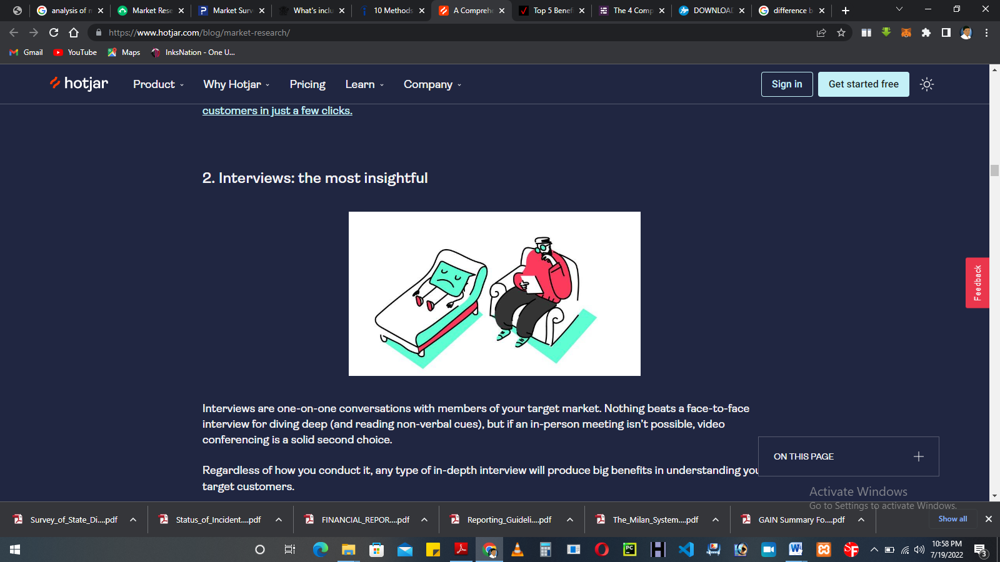 analysis of m
Market Rese
Market Surv
What's inclu
10 Methods
A Comprehe
Top 5 Benef
The 4 Comp
DOWNLOAD
difference b
https://www.hotjar.com/blog/market-research/
Gmail
YouTube
Maps
InksNation - One U...
hotjar
Product
Why Hotjar
Pricing
Learn
Company
Sign in
Get started free
customers in just a few clicks.
2. Interviews: the most insightful
Feedback
Interviews are one-on-one conversations with members of your target market. Nothing beats a face-to-face
interview for diving deep (and reading non-verbal cues), but if an in-person meeting isn't possible, video
conferencing is a solid second choice.
Regardless of how you conduct it, any type of in-depth interview will produce big benefits in understanding you
target customers.
ON THIS PAGE
Activate Windows
Go to Settings to activate Windows.
Survey_of_State_Di....pdf
Status_of_Incident....pdf
FINANCIAL_REPOR....pdf
Reporting_Guideli....pdf
The_Milan_System....pdf
GAIN Summary Fo....pdf
Show all
PC
H
W
SF
10:58 PM
7/19/2022
3